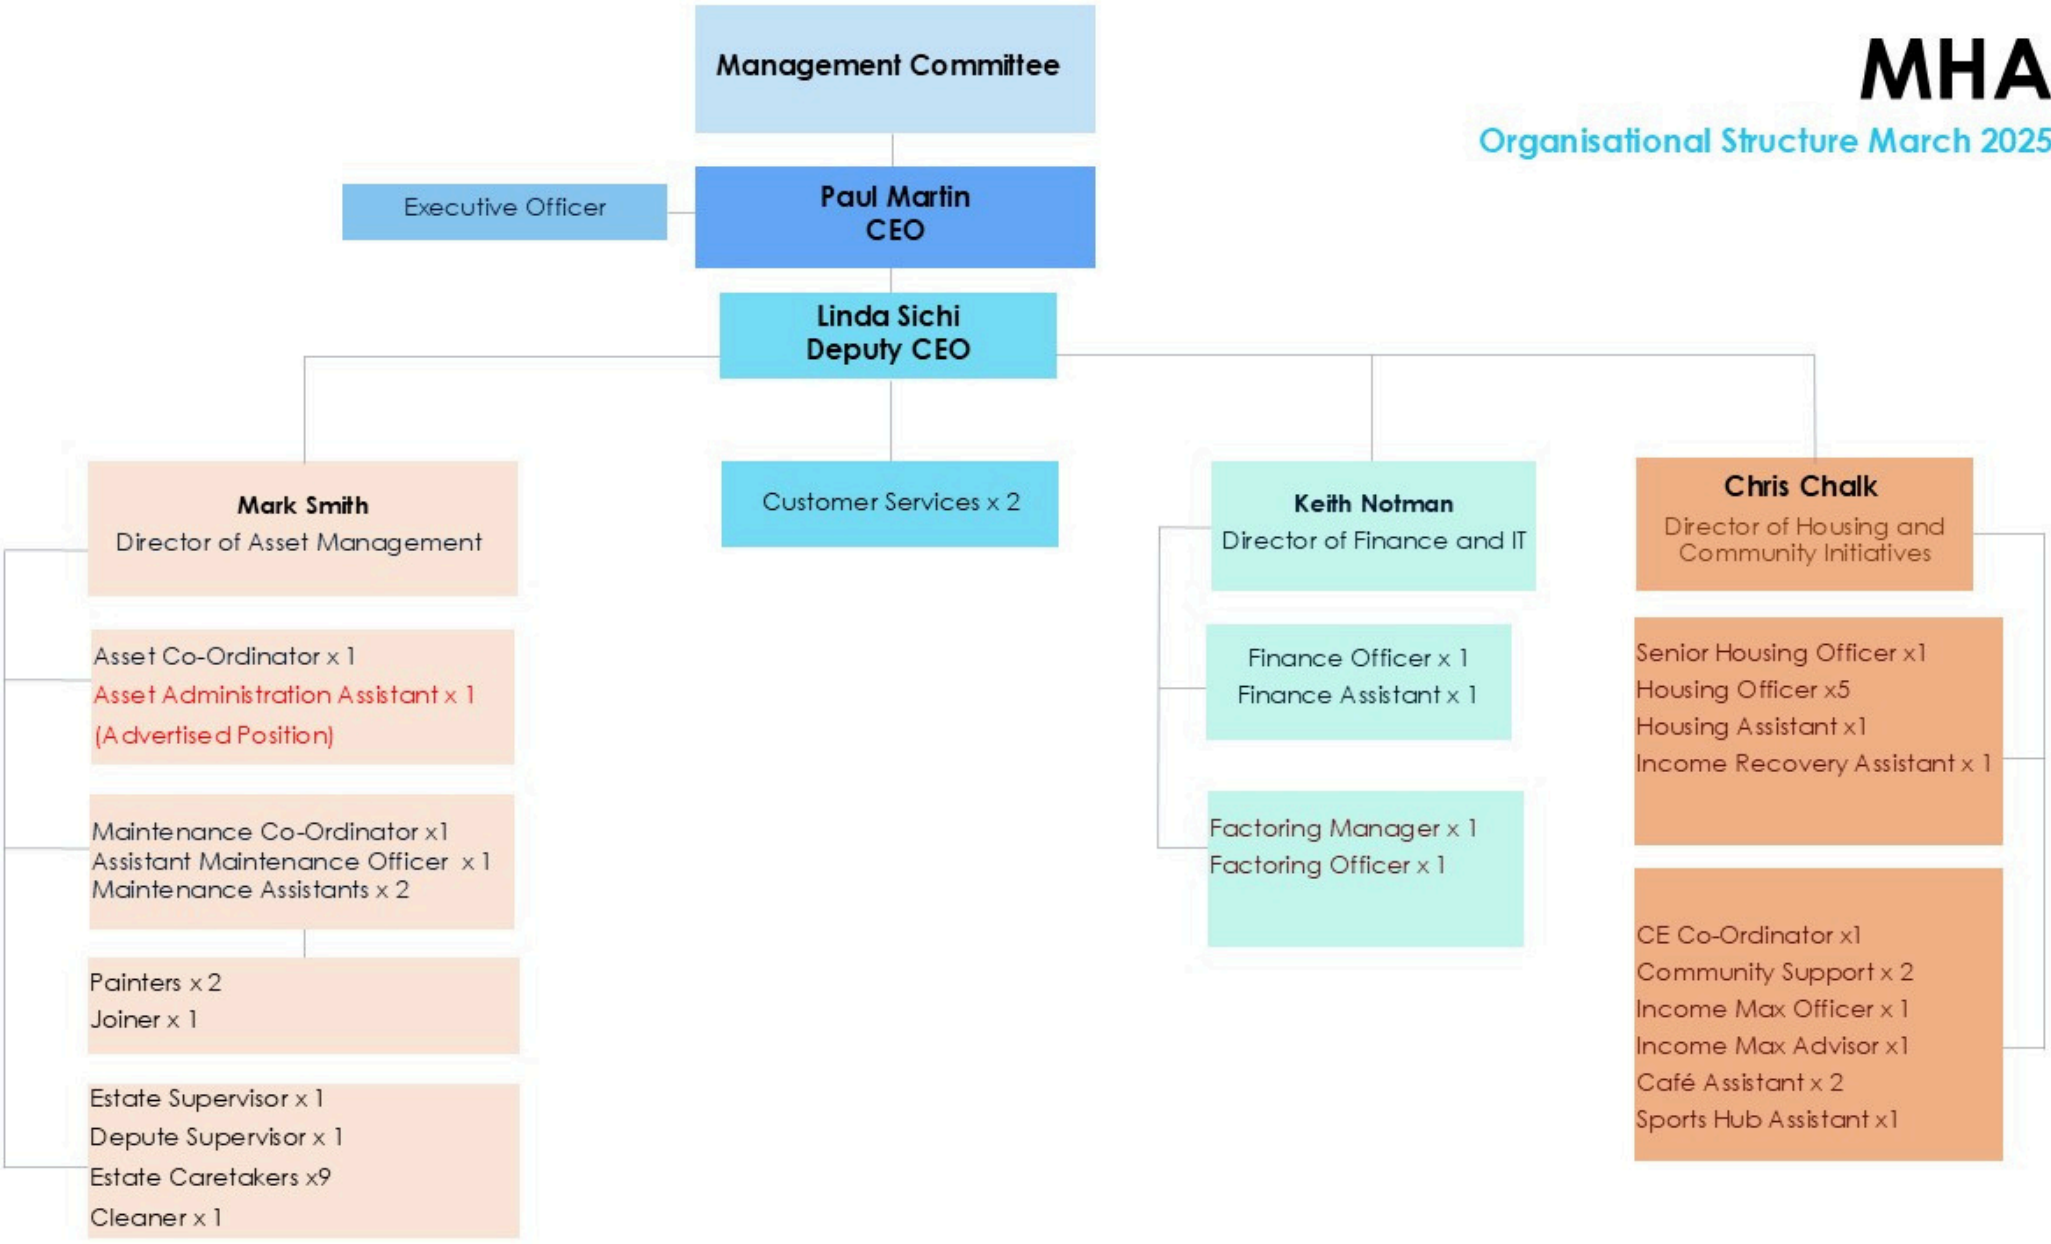 Management Committee
MHA
Organisational Structure March 2025
Executive Officer
Paul Martin
CEO
Linda Sichi
Deputy CEO
Mark Smith
Director of Asset Management
Asset Co-Ordinator x 1
Asset Administration Assistant x 1
(Advertised Position)
Maintenance Co-Ordinator x1
Assistant Maintenance Officer x 1
Maintenance Assistants x 2
Painters x 2
Joiner x 1
Estate Supervisor x 1
Depute Supervisor x 1
Estate Caretakers x9
Cleaner x 1
Customer Services x 2
Keith Notman
Director of Finance and IT
Finance Officer x 1
Finance Assistant x 1
Factoring Manager x 1
Factoring Officer x 1
Chris Chalk
Director of Housing and
Community Initiatives
Senior Housing Officer x1
Housing Officer x5
Housing Assistant x1
Income Recovery Assistant x 1
CE Co-Ordinator x1
Community Support x 2
Income Max Officer x 1
Income Max Advisor x1
Café Assistant x 2
Sports Hub Assistant x1